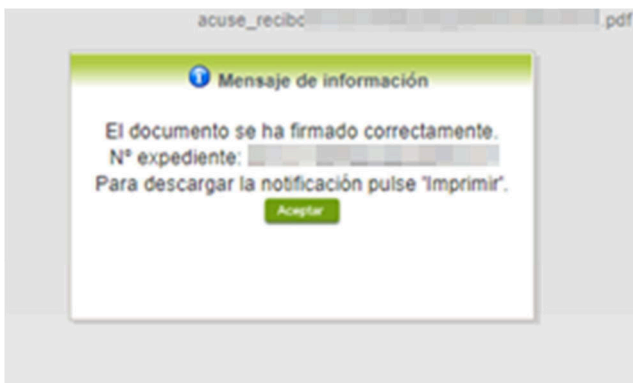 acuse_recibo .pdf
Mensaje de información
El documento se ha firmado correctamente.
Nº expediente:
Para descargar la notificación pulse 'Imprimir'.
Aceptar